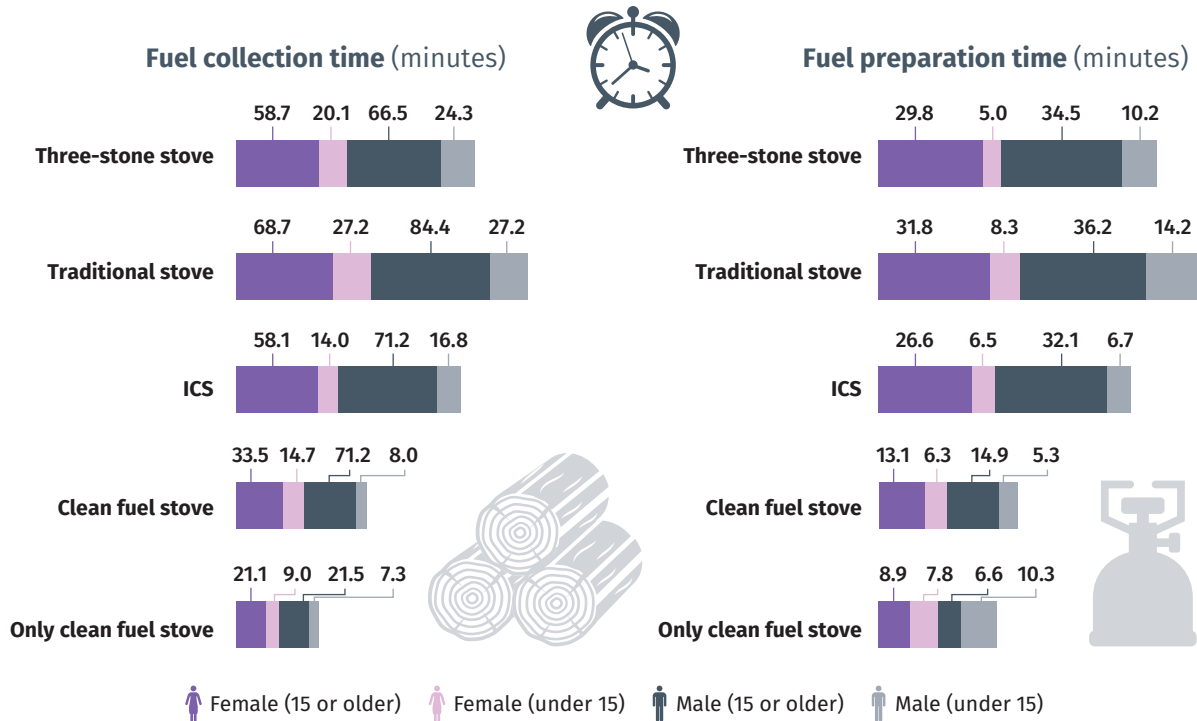 Fuel collection time (minutes)
58.7 20.1 66.5 24.3
Three-stone stove
68.7 27.2 84.4 27.2
Traditional stove
58.1 14.0 71.2 16.8
ICS
33.5 14.7 71.2 8.0
Clean fuel stove
21.1 9.0 21.5 7.3
Only clean fuel stove
Fuel preparation time (minutes)
29.8 5.0 34.5 10.2
Three-stone stove
31.8 8.3 36.2 14.2
Traditional stove
26.6 6.5 32.1 6.7
ICS
13.1 6.3 14.9 5.3
Clean fuel stove
8.9 7.8 6.6 10.3
Only clean fuel stove
Female (15 or older) Female (under 15) Male (15 or older) Male (under 15)